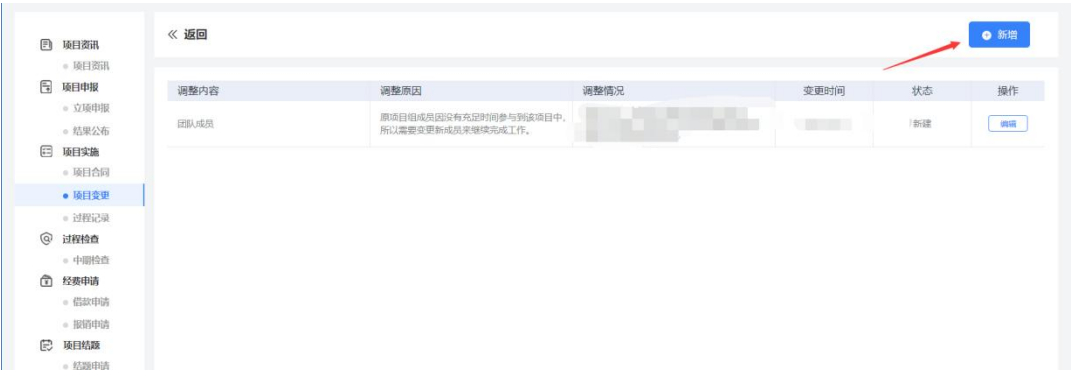 返回
新增
项目资讯
项目资讯
项目申报
立项申报
结果公布
项目实施
项目合同
项目变更
过程记录
过程检查
中期检查
经费申请
借款申请
报销申请
项目结题
结题申请
调整内容 调整原因 调整情况 变更时间 状态 操作
团队成员
原项目组成员因没有充足时间参与到该项目中,
所以需要变更新成员来继续完成工作。
新建
编辑